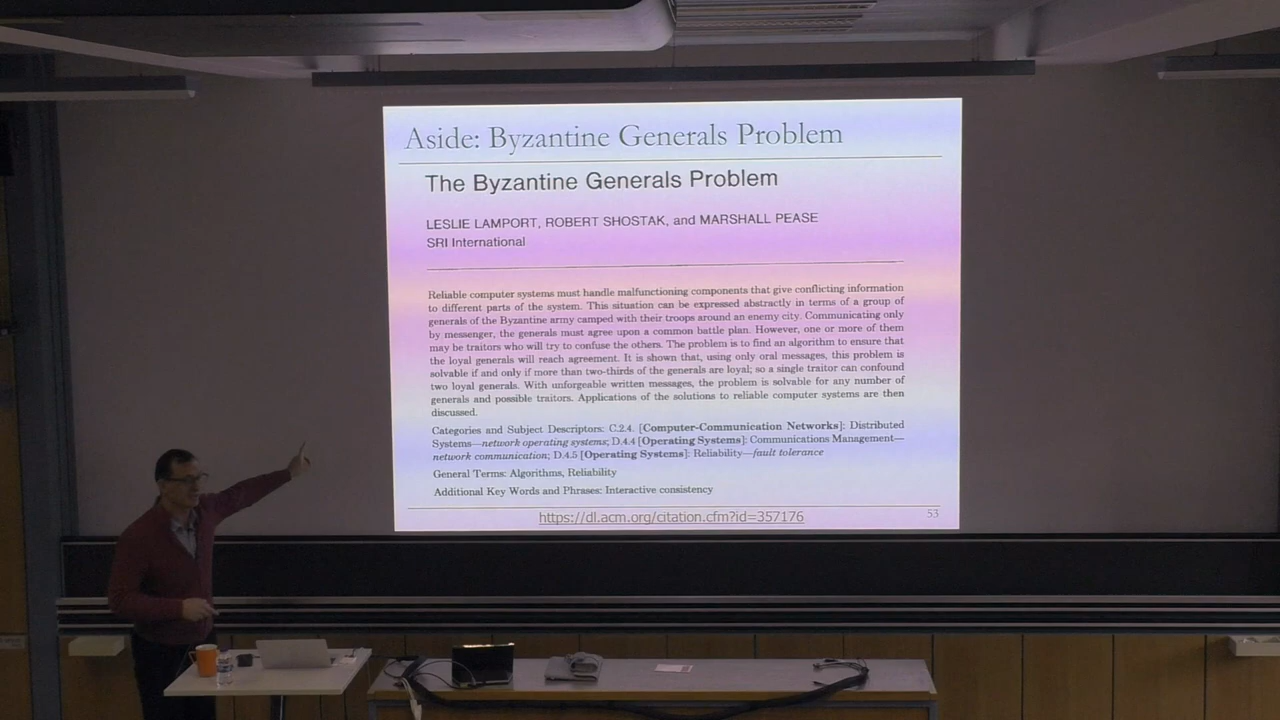 Aside: Byzantine Generals Problem
The Byzantine Generals Problem
LESLIE LAMPORT, ROBERT SHOSTAK, and MARSHALL PEASE
SRI International
Reliable computer systems must handle malfunctioning components that give conflicting information
to different parts of the system. This situation can be expressed abstractly in terms of a group of
generals of the Byzantine army camped with their troops around an enemy city. Communicating only
by messenger, the generals must agree upon a common battle plan. However, one or more of them
may be traitors who will try to confuse the others. The problem is to find an algorithm to ensure that
the loyal generals will reach agreement. It is shown that, using only oral messages, this problem is
solvable if and only if more than two-thirds of the generals are loyal; so a single traitor can confound
two loyal generals. With unforgeable written messages, the problem is solvable for any number of
generals and possible traitors. Applications of the solutions to reliable computer systems are then
discussed.
Categories and Subject Descriptors: C.2.4. [Computer-Communication Networks]: Distributed
Systems—network operating systems; D.4.4 [Operating Systems]: Communications Management—
network communication; D.4.5 [Operating Systems]: Reliability—fault tolerance
General Terms: Algorithms, Reliability
Additional Key Words and Phrases: Interactive consistency
https://dl.acm.org/citation.cfm?id=357176
53